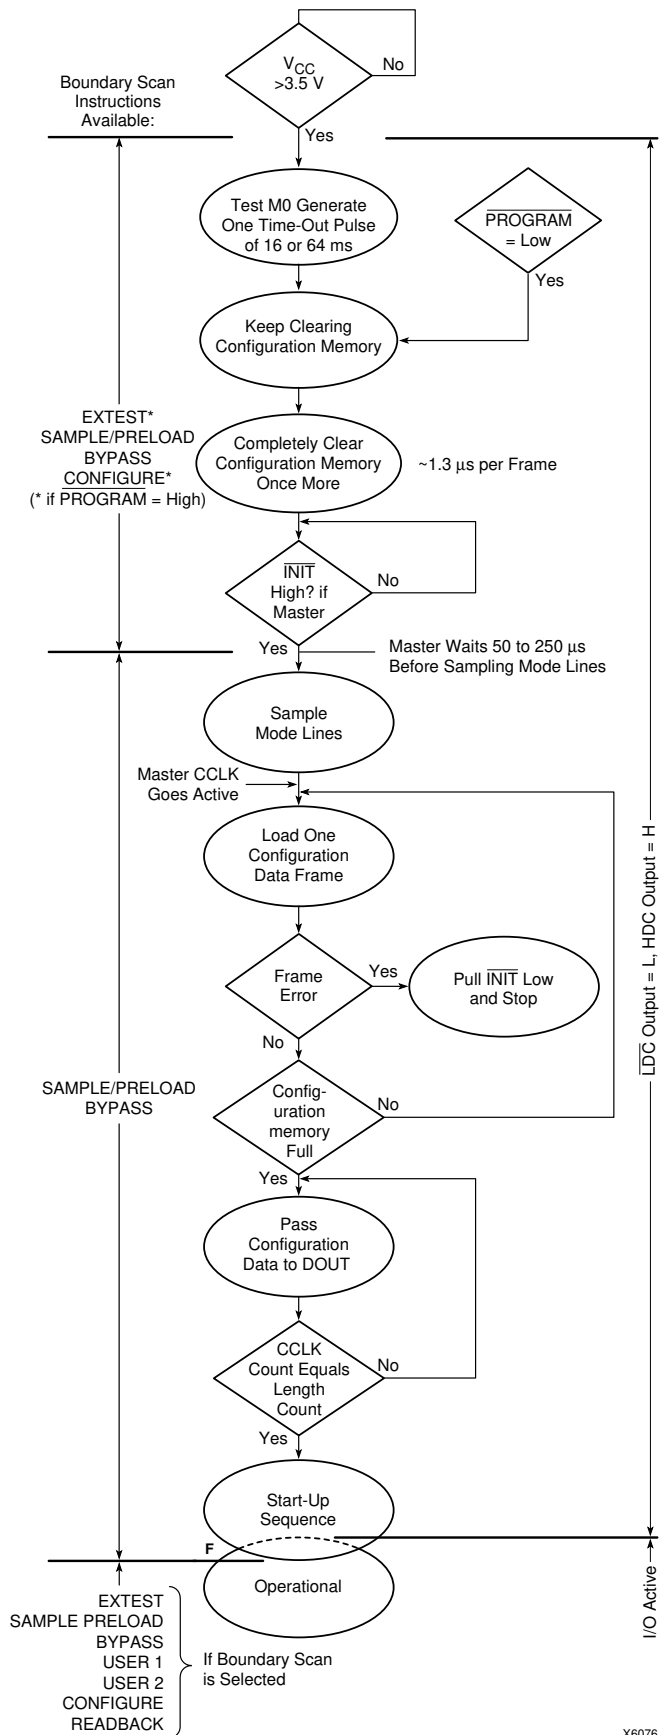 V_CC
>3.5 V
No
Boundary Scan
Instructions
Available:
Yes
Test M0 Generate
One Time-Out Pulse
of 16 or 64 ms
PROGRAM
= Low
Yes
Keep Clearing
Configuration Memory
EXTEST*
SAMPLE/PRELOAD
BYPASS
CONFIGURE*
(* if PROGRAM = High)
Completely Clear
Configuration Memory
Once More
~1.3 µs per Frame
INIT
High? if
Master
No
Yes
Master Waits 50 to 250 µs
Before Sampling Mode Lines
Sample
Mode Lines
Master CCLK
Goes Active
Load One
Configuration
Data Frame
LDC Output = L, HDC Output = H
Frame
Error
Yes
Pull INIT Low
and Stop
No
SAMPLE/PRELOAD
BYPASS
Config-
uration
memory
Full
No
Yes
Pass
Configuration
Data to DOUT
CCLK
Count Equals
Length
Count
No
Yes
Start-Up
Sequence
F
Operational
I/O Active
EXTEST
SAMPLE PRELOAD
BYPASS
USER 1
USER 2
CONFIGURE
READBACK
If Boundary Scan
is Selected
X6076